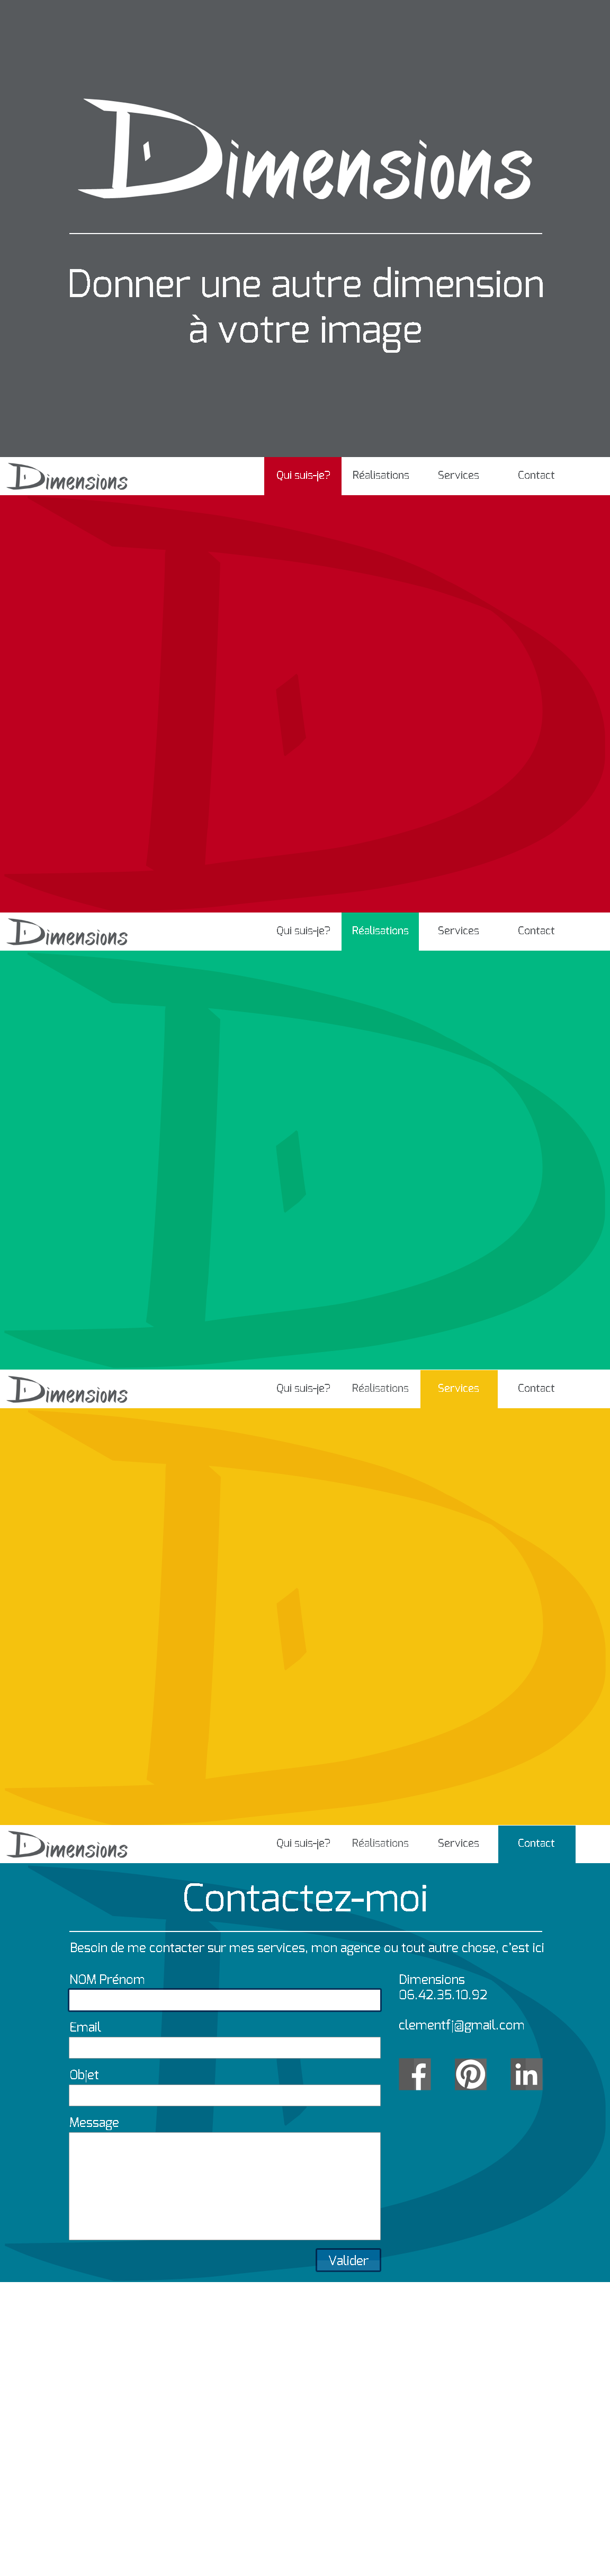 Dimensions
Donner une autre dimension
à votre image
Dimensions Qui suis-je? Réalisations Services Contact
Dimensions Qui suis-je? Réalisations Services Contact
Dimensions Qui suis-je? Réalisations Services Contact
Dimensions Qui suis-je? Réalisations Services Contact
Contactez-moi
Besoin de me contacter sur mes services, mon agence ou tout autre chose, c'est ici
NOM Prénom
Email
Objet
Message
Valider
Dimensions
06.42.35.10.92
clementfj@gmail.com